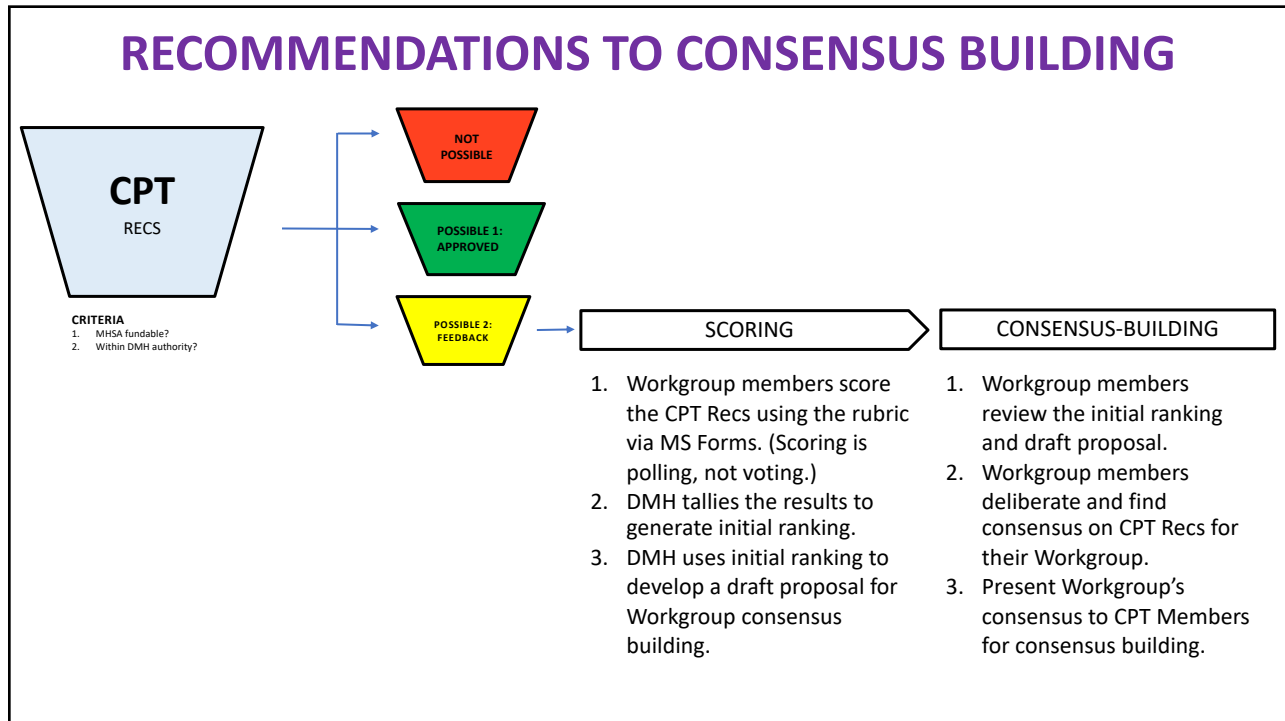 RECOMMENDATIONS TO CONSENSUS BUILDING
CPT
RECS
CRITERIA
1. MHSA fundable?
2. Within DMH authority?
NOT
POSSIBLE
POSSIBLE 1:
APPROVED
POSSIBLE 2:
FEEDBACK
SCORING
1. Workgroup members score
the CPT Recs using the rubric
via MS Forms. (Scoring is
polling, not voting.)
2. DMH tallies the results to
generate initial ranking.
3. DMH uses initial ranking to
develop a draft proposal for
Workgroup consensus
building.
CONSENSUS-BUILDING
1. Workgroup members
review the initial ranking
and draft proposal.
2. Workgroup members
deliberate and find
consensus on CPT Recs for
their Workgroup.
3. Present Workgroup’s
consensus to CPT Members
for consensus building.